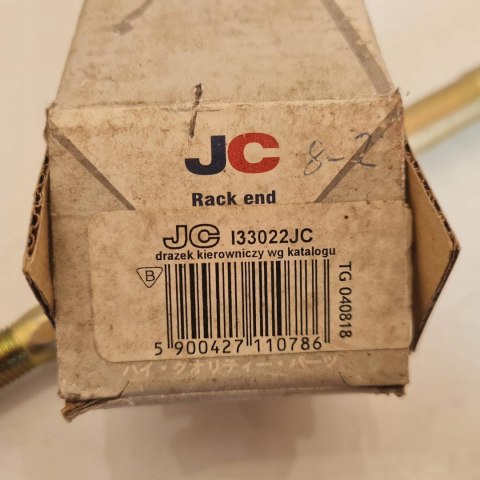 JC
8-2
Rack end
JC I33022JC
drazek kierowniczy wg katalogu
B
TG 040818
5 900427 110786
ハイ・クオリティー・パーツ